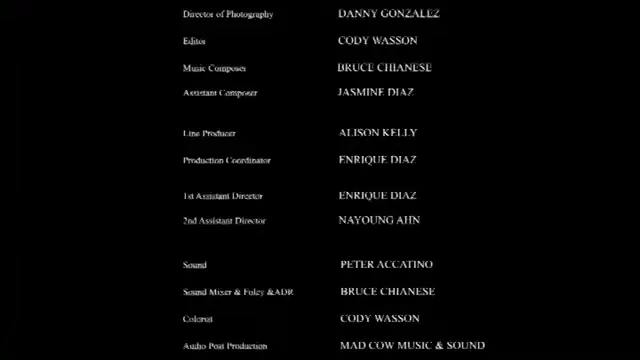 Director of Photography DANNY GONZALEZ
Editor CODY WASSON
Music Composer BRUCE CHIANESE
Assistant Composer JASMINE DIAZ
Line Producer ALISON KELLY
Production Coordinator ENRIQUE DIAZ
1st Assistant Director ENRIQUE DIAZ
2nd Assistant Director NAYOUNG AHN
Sound PETER ACCATINO
Sound Mixer & Foley &ADR BRUCE CHIANESE
Colorist CODY WASSON
Audio Post Production MAD COW MUSIC & SOUND